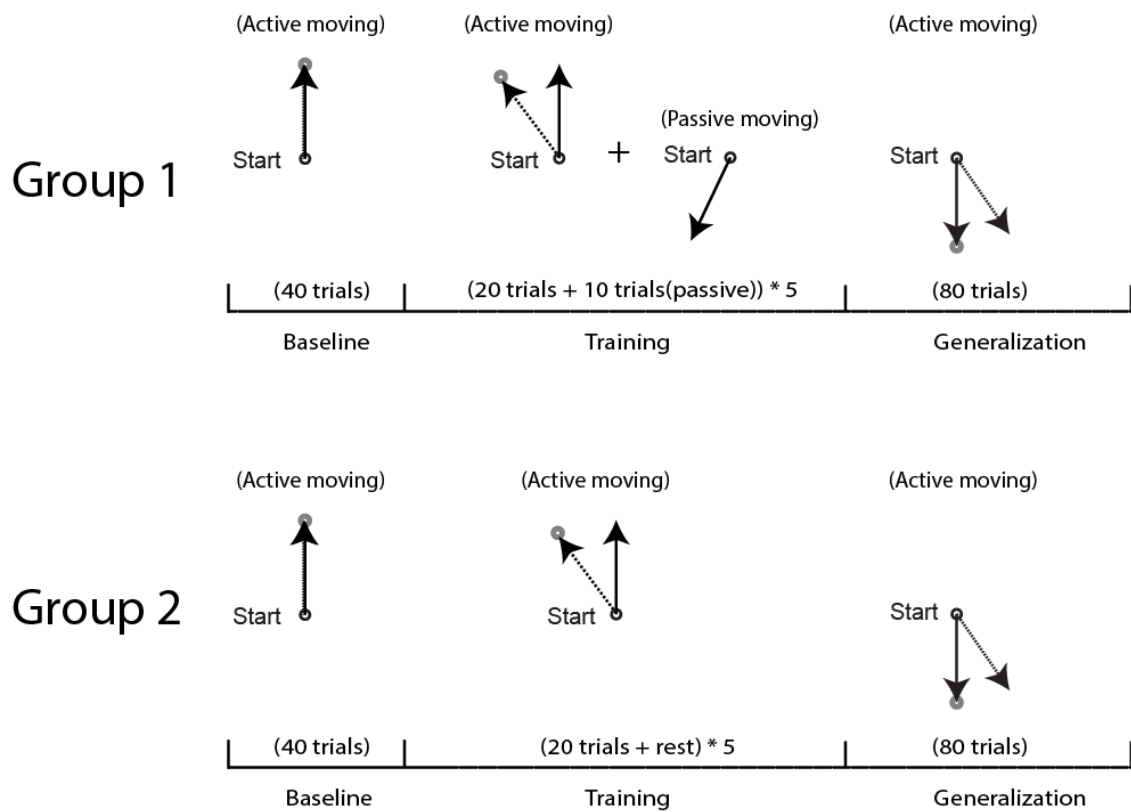 (Active moving) (Active moving) (Active moving)
(Passive moving)
Group 1
Start Start + Start Start
(40 trials) (20 trials + 10 trials(passive)) * 5 (80 trials)
Baseline Training Generalization
(Active moving) (Active moving) (Active moving)
Group 2
Start Start Start
(40 trials) (20 trials + rest) * 5 (80 trials)
Baseline Training Generalization